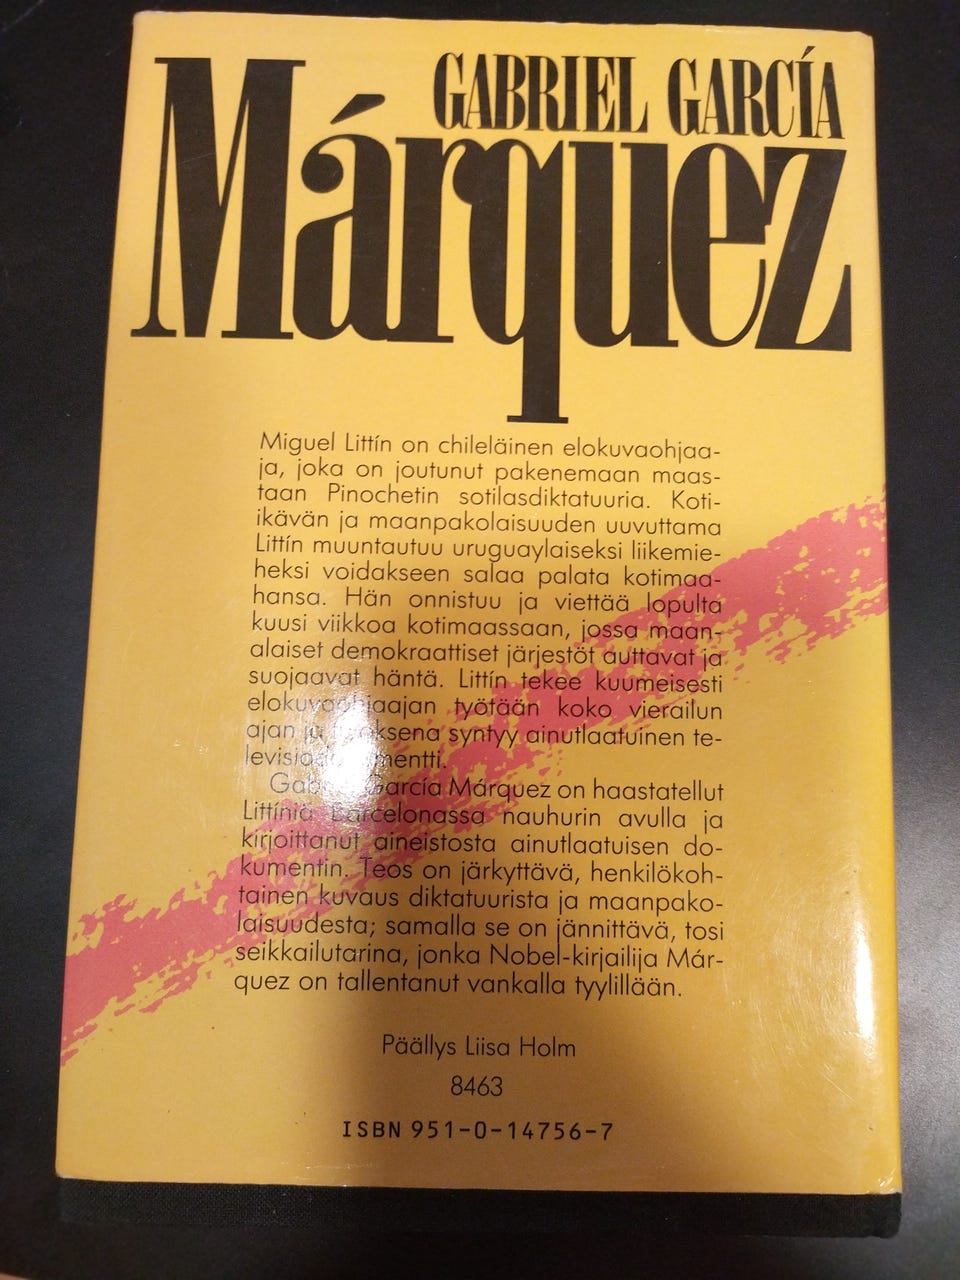 GABRIEL GARCÍA
Márquez
Miguel Littín on chileläinen elokuvaohjaa-
ja, joka on joutunut pakenemaan maas-
taan Pinochetin sotilasdiktatuuria. Koti-
ikävän ja maanpakolaisuuden uuvuttama
Littín muuntautuu uruguaylaiseksi liikemie-
heksi voidakseen salaa palata kotimaa-
hansa. Hän onnistuu ja viettää lopulta
kuusi viikkoa kotimaassaan, jossa maan-
alaiset demokraattiset järjestöt auttavat ja
suojaavat häntä. Littín tekee kuumeisesti
elokuvaohjaajan työtään koko vierailun
ajan ja tuloksena syntyy ainutlaatuinen te-
levisiodokumentti.
Gabriel García Márquez on haastatellut
Littíniä Barcelonassa nauhurin avulla ja
kirjoittanut aineistosta ainutlaatuisen do-
kumentin. Teos on järkyttävä, henkilökoh-
tainen kuvaus diktatuurista ja maanpako-
laisuudesta; samalla se on jännittävä, tosi
seikkailutarina, jonka Nobel-kirjailija Már-
quez on tallentanut vankalla tyylillään.
Päällys Liisa Holm
8463
ISBN 951-0-14756-7